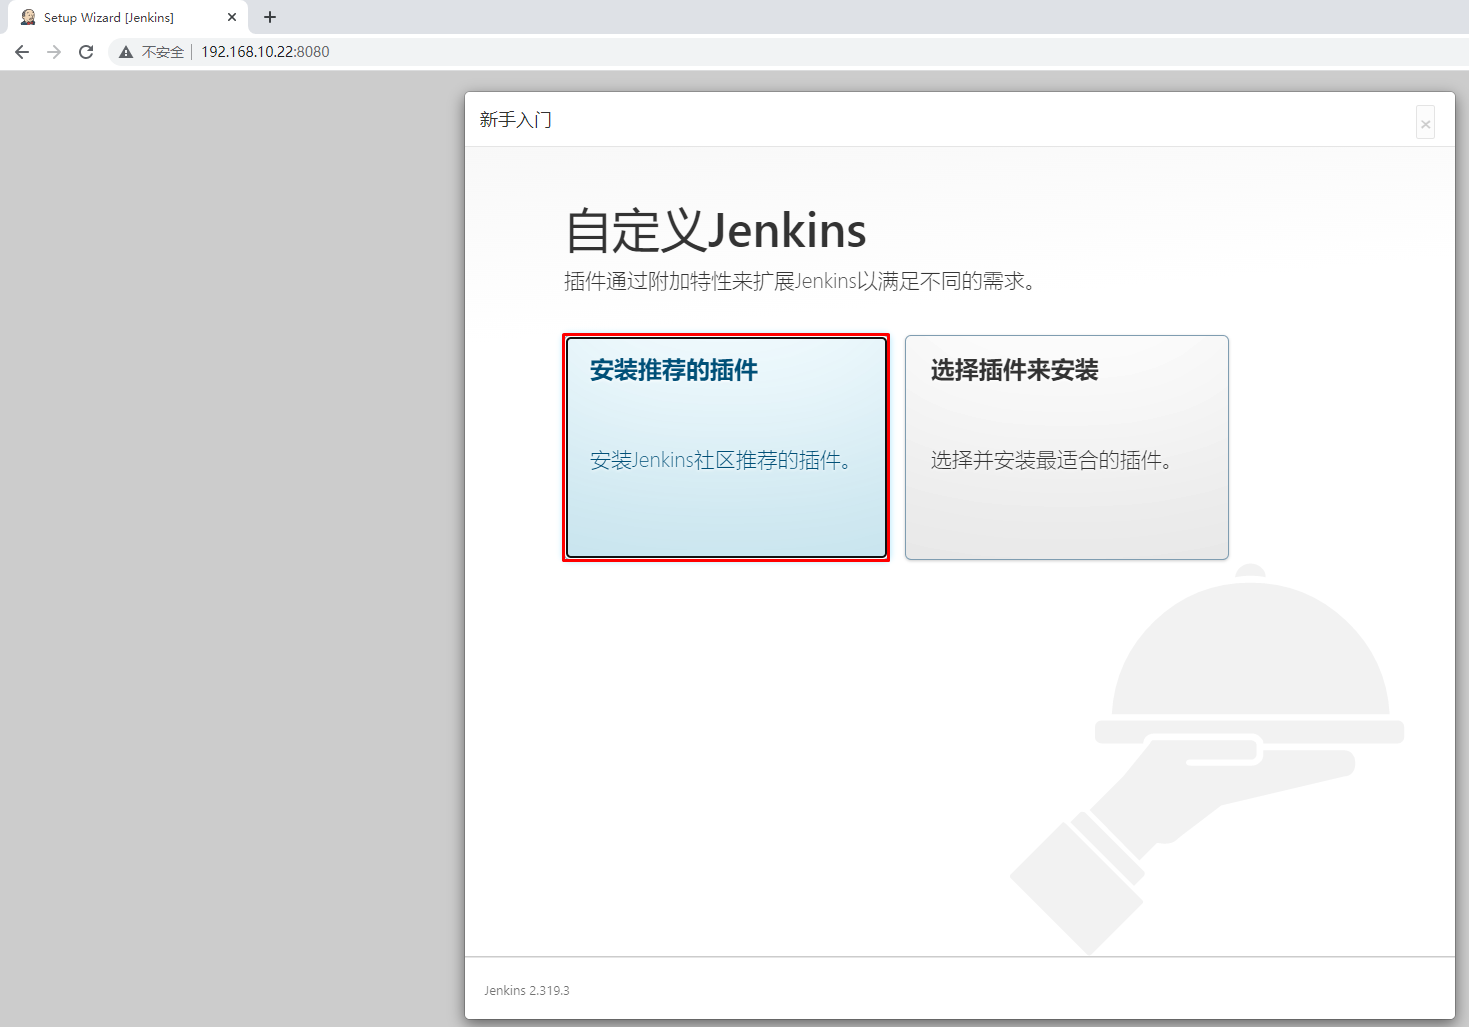 Setup Wizard [Jenkins]
不安全 192.168.10.22:8080
新手入门
自定义Jenkins
插件通过附加特性来扩展Jenkins以满足不同的需求。
安装推荐的插件
安装Jenkins社区推荐的插件。
选择插件来安装
选择并安装最适合的插件。
Jenkins 2.319.3